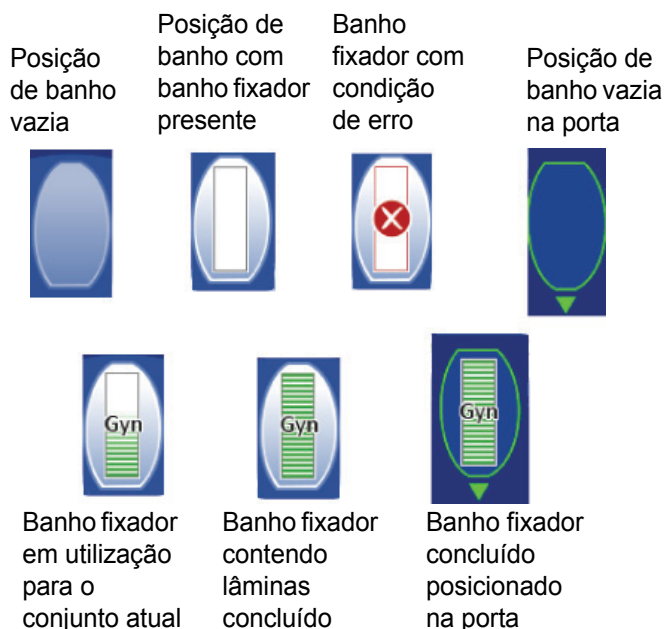 Posição
de banho
vazia
Posição de
banho com
banho fixador
presente
Banho
fixador com
condição
de erro
Posição de
banho vazia
na porta
Gyn
Gyn
Gyn
Banho fixador
em utilização
para o
conjunto atual
Banho fixador
contendo
lâminas
concluído
Banho fixador
concluído
posicionado
na porta